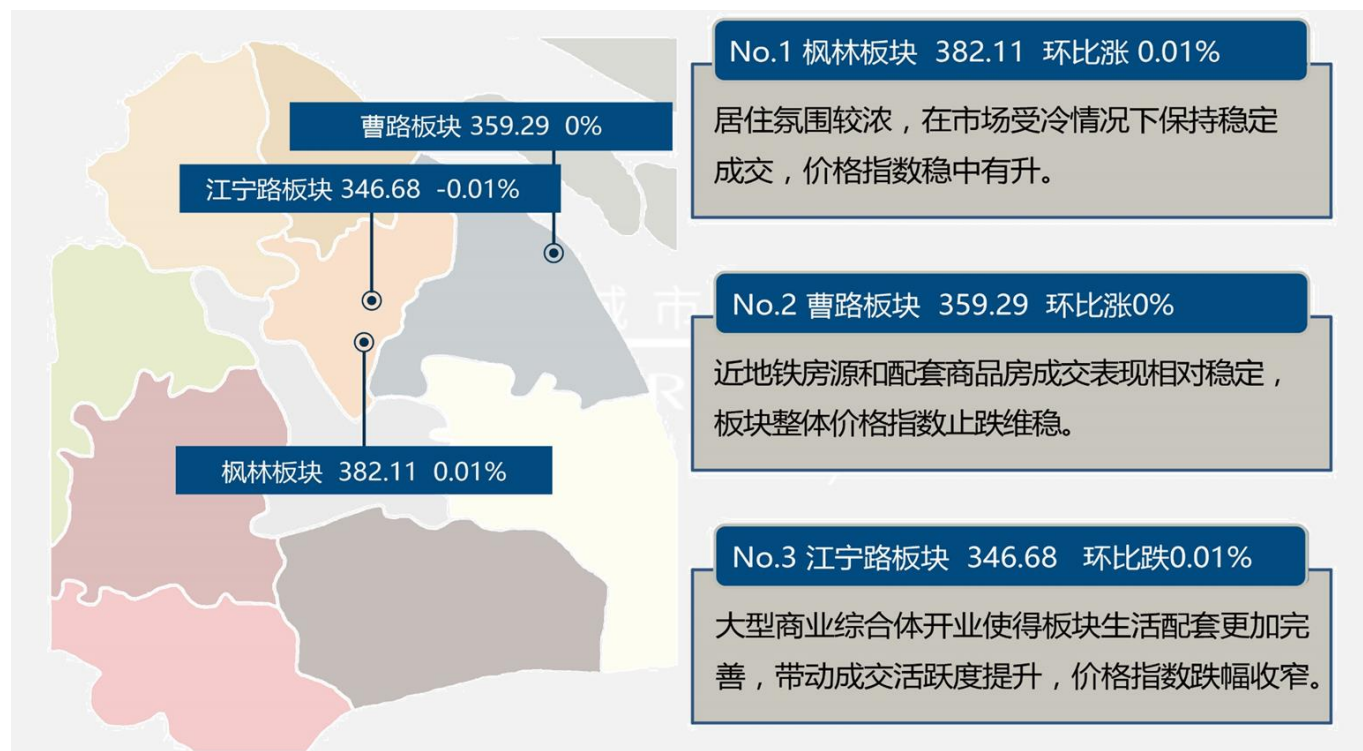 曹路板块 359.29 0%
江宁路板块 346.68 -0.01%
枫林板块 382.11 0.01%
No.1 枫林板块 382.11 环比涨 0.01%
居住氛围较浓，在市场受冷情况下保持稳定
成交，价格指数稳中有升。
No.2 曹路板块 359.29 环比涨0%
近地铁房源和配套商品房成交表现相对稳定，
板块整体价格指数止跌维稳。
No.3 江宁路板块 346.68 环比跌0.01%
大型商业综合体开业使得板块生活配套更加完
善，带动成交活跃度提升，价格指数跌幅收窄。